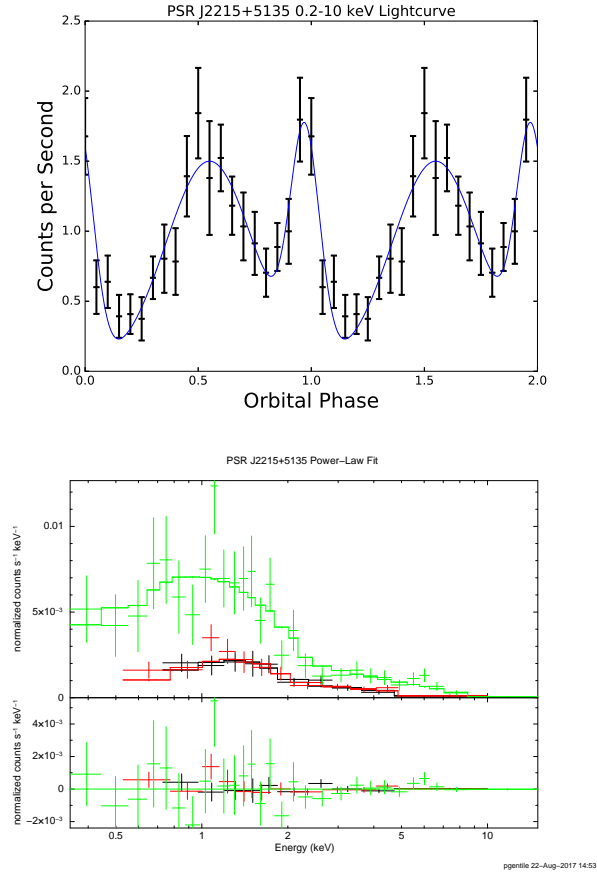 PSR J2215+5135 0.2-10 keV Lightcurve
2.5
2.0
1.5
1.0
0.5
0.0
Counts per Second
0.0 0.5 1.0 1.5 2.0
Orbital Phase
PSR J2215+5135 Power−Law Fit
normalized counts s⁻¹ keV⁻¹
0.01
5×10⁻³
0
normalized counts s⁻¹ keV⁻¹
4×10⁻³
2×10⁻³
0
−2×10⁻³
0.5 1 2 5 10
Energy (keV)
pgentile 22−Aug−2017 14:53